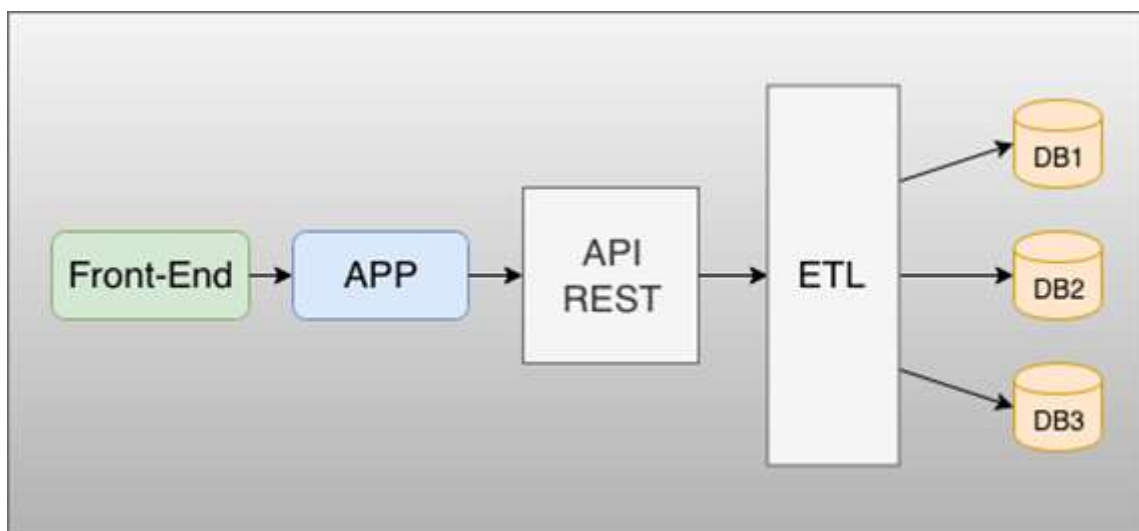 Front-End
APP
API
REST
ETL
DB1
DB2
DB3